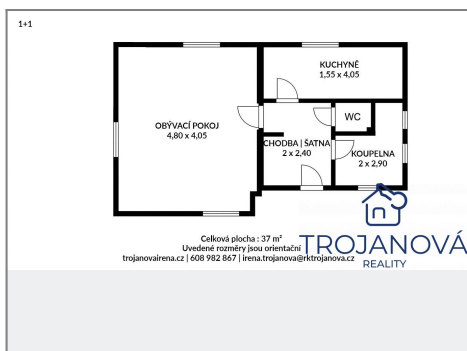 1+1
KUCHYNĚ
1,55 x 4,05
OBÝVACÍ POKOJ
4,80 x 4,05
WC
CHODBA | ŠATNA
2 x 2,40
KOUPELNA
2 x 2,90
Celková plocha : 37 m²
Uvedené rozměry jsou orientační
trojanovairena.cz | 608 982 867 | irena.trojanova@rktrojanova.cz
TROJANOVÁ
REALITY